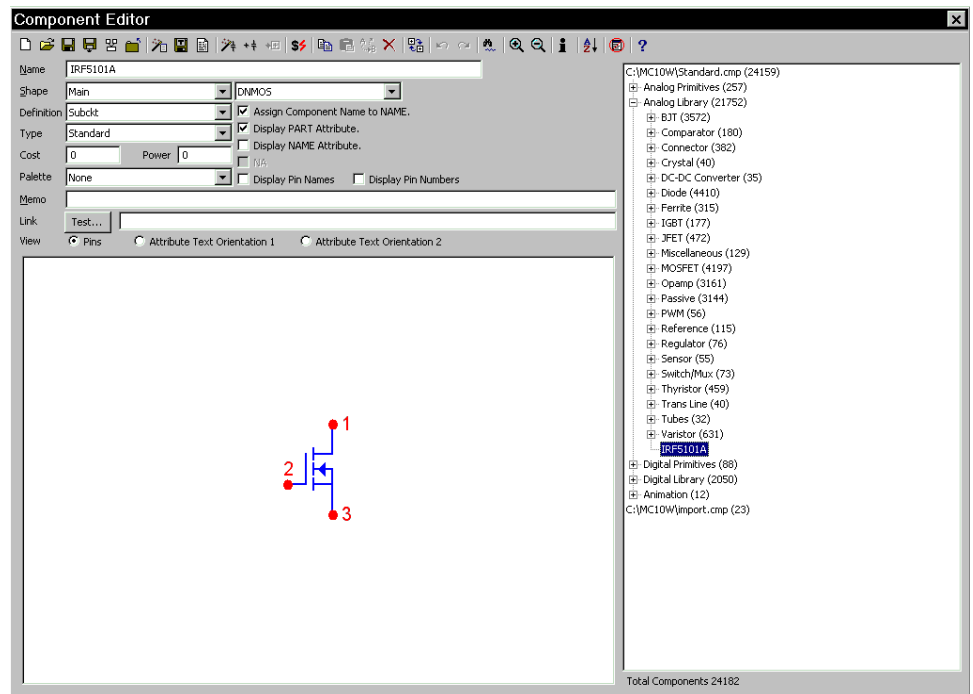 Component Editor
Name IRF5101A
Shape Main DNMOS
Definition Subckt Assign Component Name to NAME.
Type Standard Display PART Attribute.
Display NAME Attribute.
Cost 0 Power 0
NA
Palette None Display Pin Names Display Pin Numbers
Memo
Link Test...
View Pins Attribute Text Orientation 1 Attribute Text Orientation 2
1
2
3
C:\MC10W\Standard.cmp (24159)
Analog Primitives (257)
Analog Library (21752)
BJT (3572)
Comparator (180)
Connector (382)
Crystal (40)
DC-DC Converter (35)
Diode (4410)
Ferrite (315)
IGBT (177)
JFET (472)
Miscellaneous (129)
MOSFET (4197)
Opamp (3161)
Passive (3144)
PWM (56)
Reference (115)
Regulator (76)
Sensor (55)
Switch/Mux (73)
Thyristor (459)
Trans Line (40)
Tubes (32)
Varistor (631)
IRF5101A
Digital Primitives (88)
Digital Library (2050)
Animation (12)
C:\MC10W\import.cmp (23)
Total Components 24182